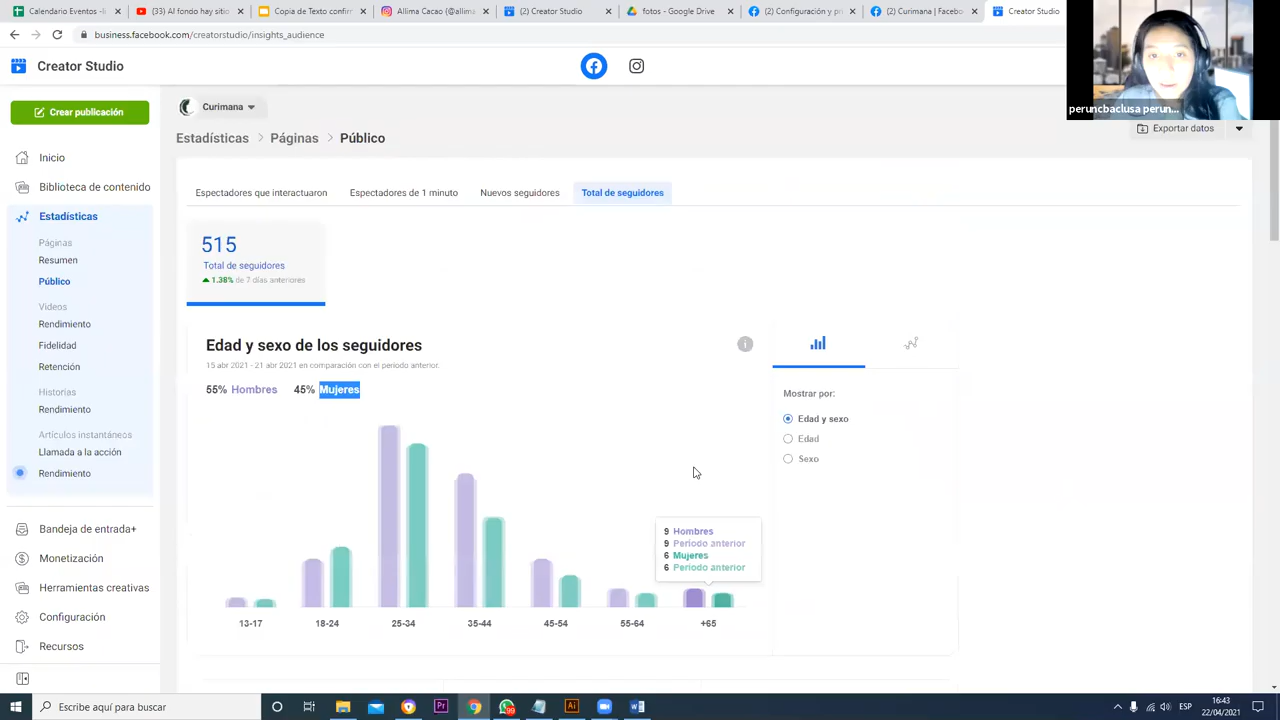 Calendario Eventos -I
(33) Al fondo hay sitio
Copia de Texto confirm
Allima Cacao (@allima
(2) Creator Studio
fotos - Google Drive
(2) Configuración y pri
(2) Curimana | Faceboo
Creator Studio
business.facebook.com/creatorstudio/insights_audience
Creator Studio
peruncbaclusa perun...
Crear publicación
Curimana
Exportar datos
Estadísticas > Páginas > Público
Inicio
Biblioteca de contenido
Estadísticas
Páginas
Resumen
Público
Videos
Rendimiento
Fidelidad
Retención
Historias
Rendimiento
Artículos instantáneos
Llamada a la acción
Rendimiento
Bandeja de entrada+
Monetización
Herramientas creativas
Configuración
Recursos
Espectadores que interactuaron
Espectadores de 1 minuto
Nuevos seguidores
Total de seguidores
515
Total de seguidores
1.38% de 7 días anteriores
Edad y sexo de los seguidores
15 abr 2021 - 21 abr 2021 en comparación con el periodo anterior.
55% Hombres 45% Mujeres
9 Hombres
9 Periodo anterior
6 Mujeres
6 Periodo anterior
13-17 18-24 25-34 35-44 45-54 55-64 +65
Mostrar por:
Edad y sexo
Edad
Sexo
Escribe aquí para buscar
Pr
99
Ai
ESP
16:43
22/04/2021